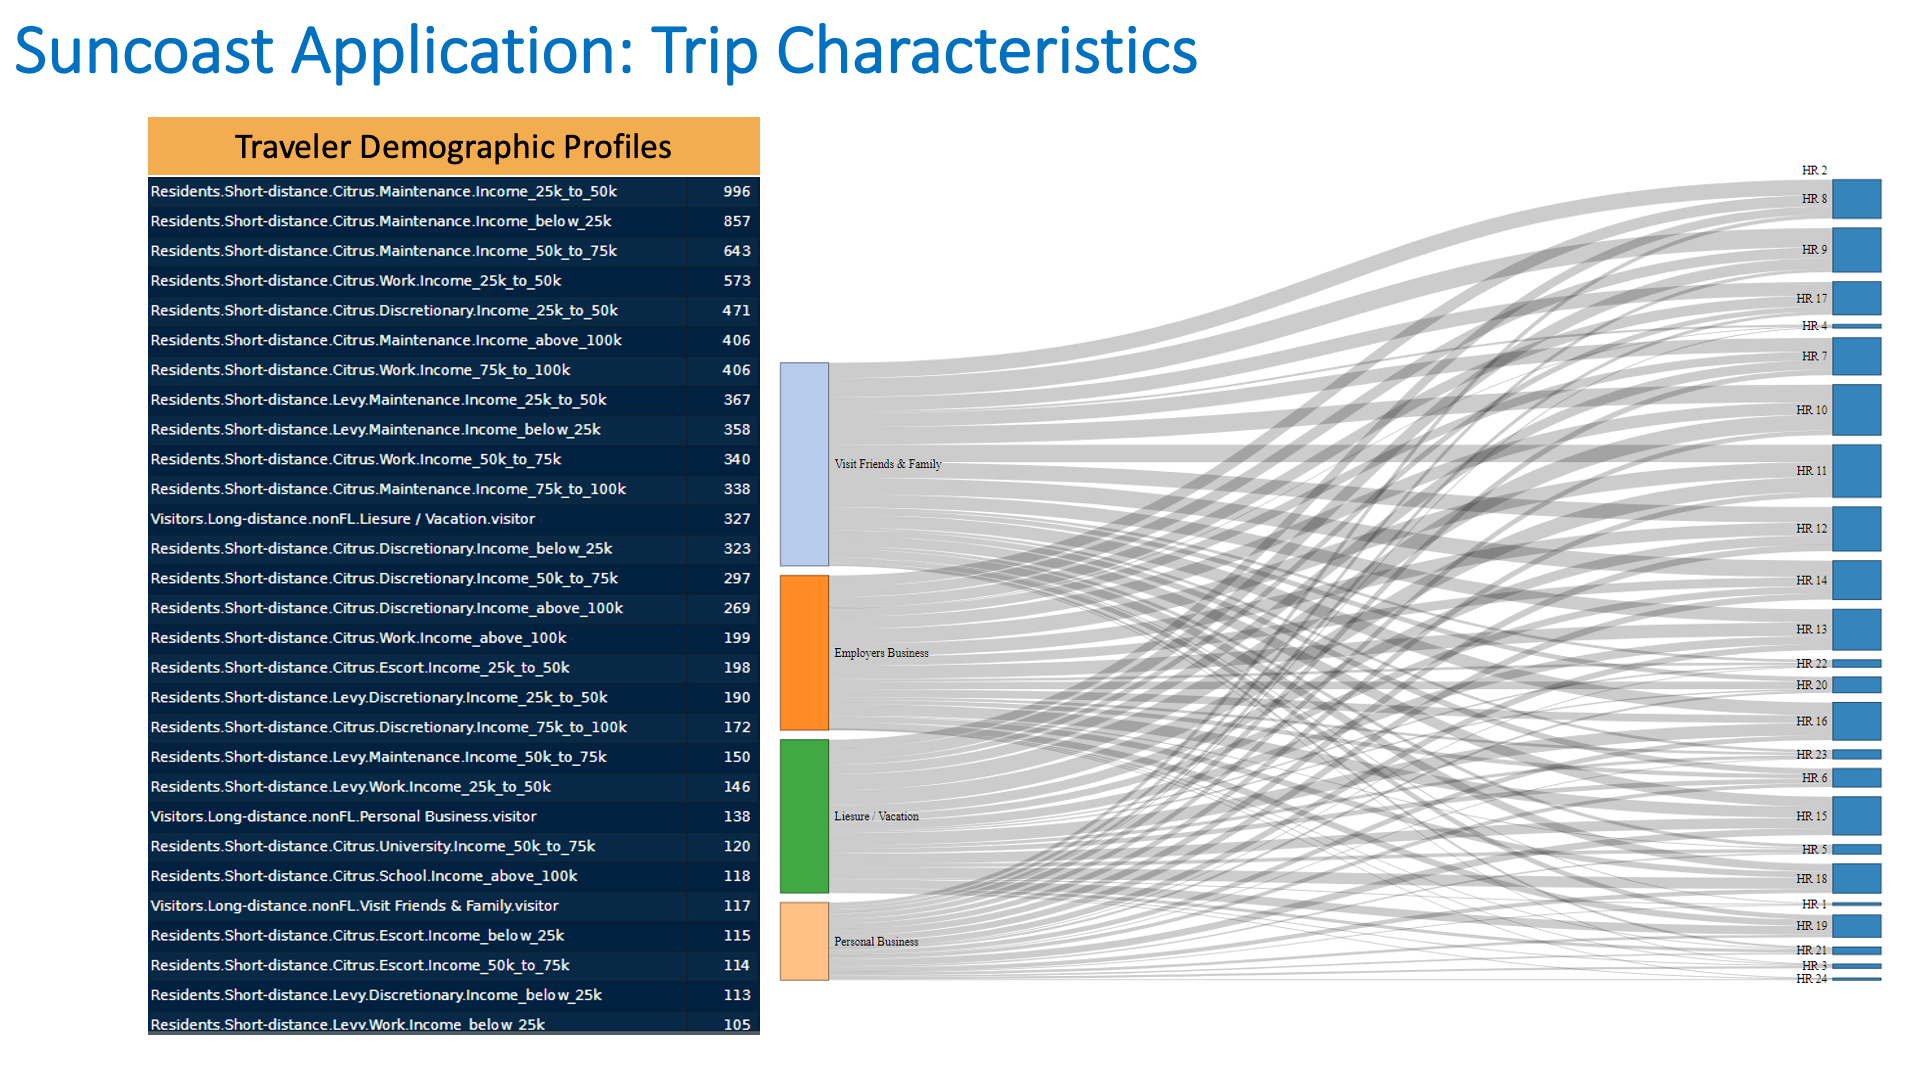 Suncoast Application: Trip Characteristics
Traveler Demographic Profiles
Residents.Short-distance.Citrus.Maintenance.Income_25k_to_50k 996
Residents.Short-distance.Citrus.Maintenance.Income_below_25k 857
Residents.Short-distance.Citrus.Maintenance.Income_50k_to_75k 643
Residents.Short-distance.Citrus.Work.Income_25k_to_50k 573
Residents.Short-distance.Citrus.Discretionary.Income_25k_to_50k 471
Residents.Short-distance.Citrus.Maintenance.Income_above_100k 406
Residents.Short-distance.Citrus.Work.Income_75k_to_100k 406
Residents.Short-distance.Levy.Maintenance.Income_25k_to_50k 367
Residents.Short-distance.Levy.Maintenance.Income_below_25k 358
Residents.Short-distance.Citrus.Work.Income_50k_to_75k 340
Residents.Short-distance.Citrus.Maintenance.Income_75k_to_100k 338
Visitors.Long-distance.nonFL.Liesure / Vacation.visitor 327
Residents.Short-distance.Citrus.Discretionary.Income_below_25k 323
Residents.Short-distance.Citrus.Discretionary.Income_50k_to_75k 297
Residents.Short-distance.Citrus.Discretionary.Income_above_100k 269
Residents.Short-distance.Citrus.Work.Income_above_100k 199
Residents.Short-distance.Citrus.Escort.Income_25k_to_50k 198
Residents.Short-distance.Levy.Discretionary.Income_25k_to_50k 190
Residents.Short-distance.Citrus.Discretionary.Income_75k_to_100k 172
Residents.Short-distance.Levy.Maintenance.Income_50k_to_75k 150
Residents.Short-distance.Levy.Work.Income_25k_to_50k 146
Visitors.Long-distance.nonFL.Personal Business.visitor 138
Residents.Short-distance.Citrus.University.Income_50k_to_75k 120
Residents.Short-distance.Citrus.School.Income_above_100k 118
Visitors.Long-distance.nonFL.Visit Friends & Family.visitor 117
Residents.Short-distance.Citrus.Escort.Income_below_25k 115
Residents.Short-distance.Citrus.Escort.Income_50k_to_75k 114
Residents.Short-distance.Levy.Discretionary.Income_below_25k 113
Residents.Short-distance.Levy.Work.Income_below_25k 105
Visit Friends & Family
Employers Business
Liesure / Vacation
Personal Business
HR 2
HR 8
HR 9
HR 17
HR 4
HR 7
HR 10
HR 11
HR 12
HR 14
HR 13
HR 22
HR 20
HR 16
HR 23
HR 6
HR 15
HR 5
HR 18
HR 1
HR 19
HR 21
HR 3
HR 24